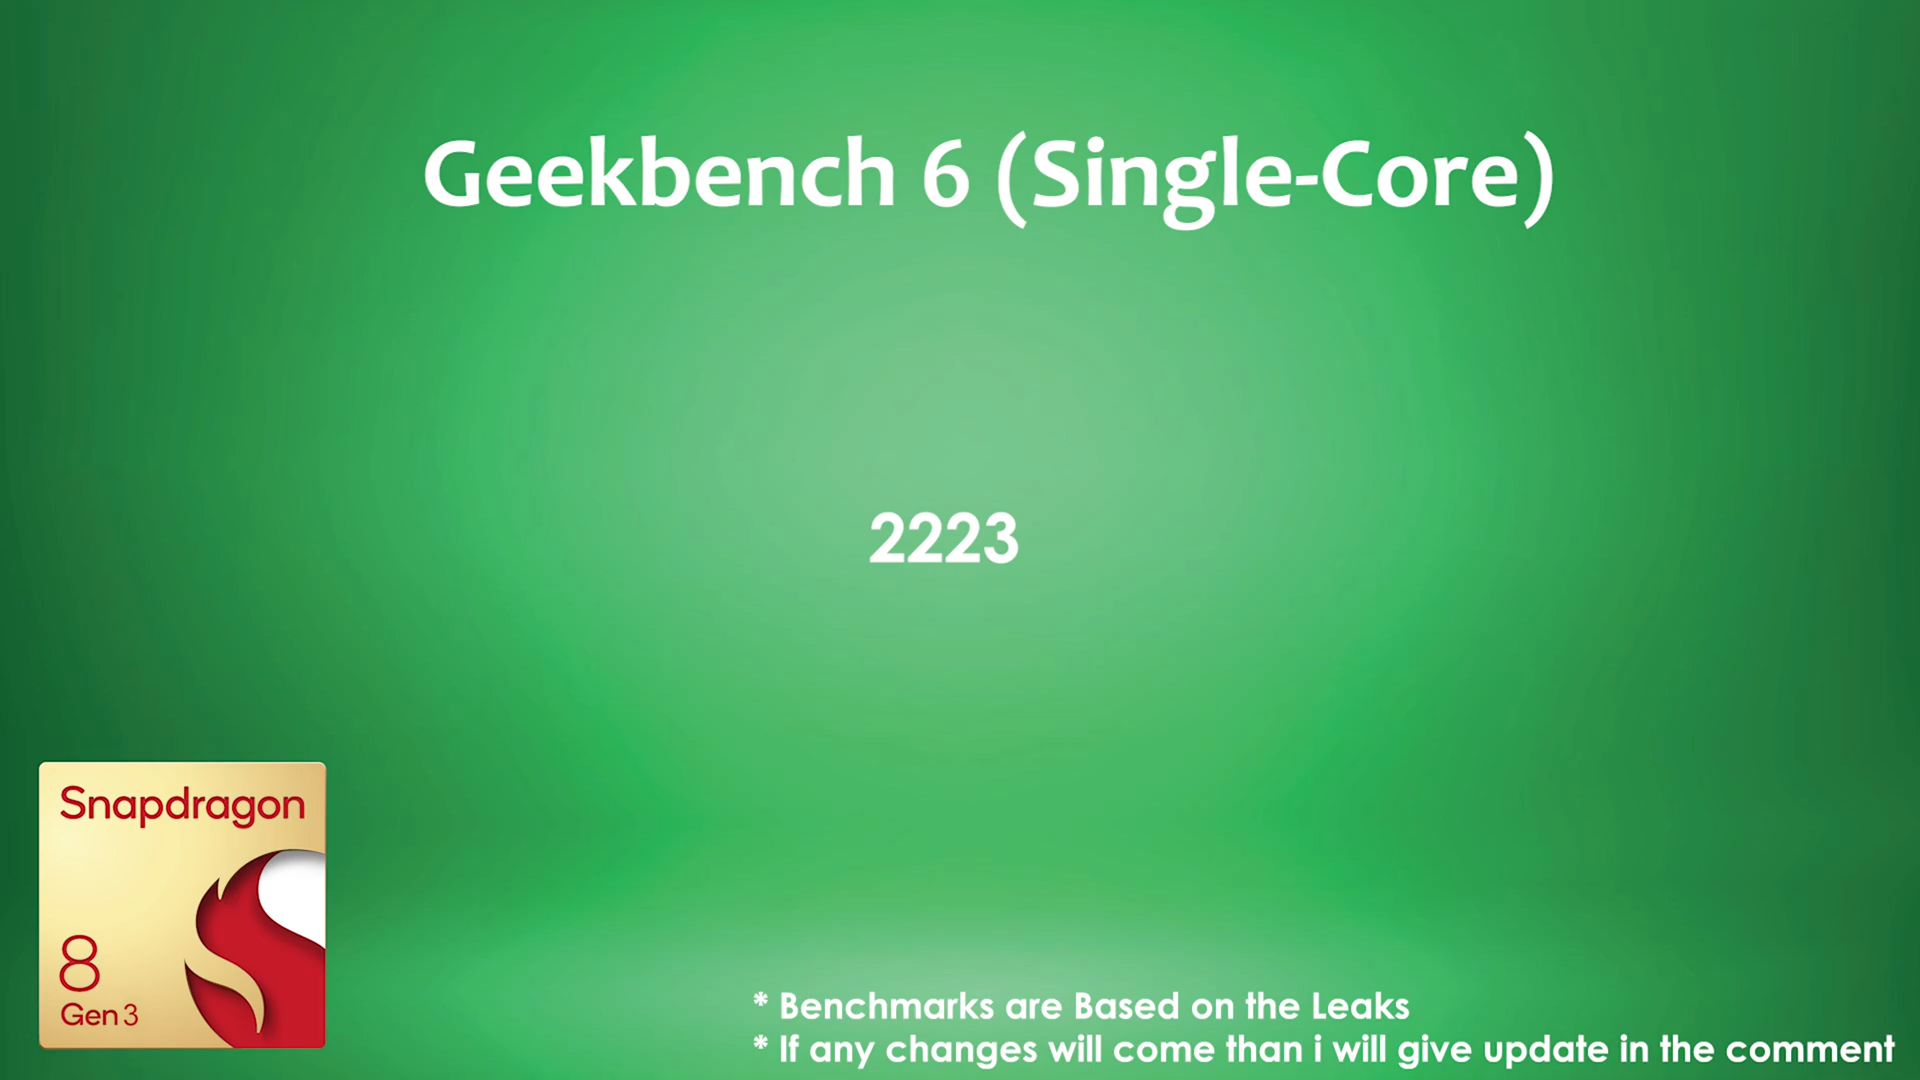 Geekbench 6 (Single-Core)
2223
Snapdragon
8
Gen 3
* Benchmarks are Based on the Leaks
* If any changes will come than i will give update in the comment